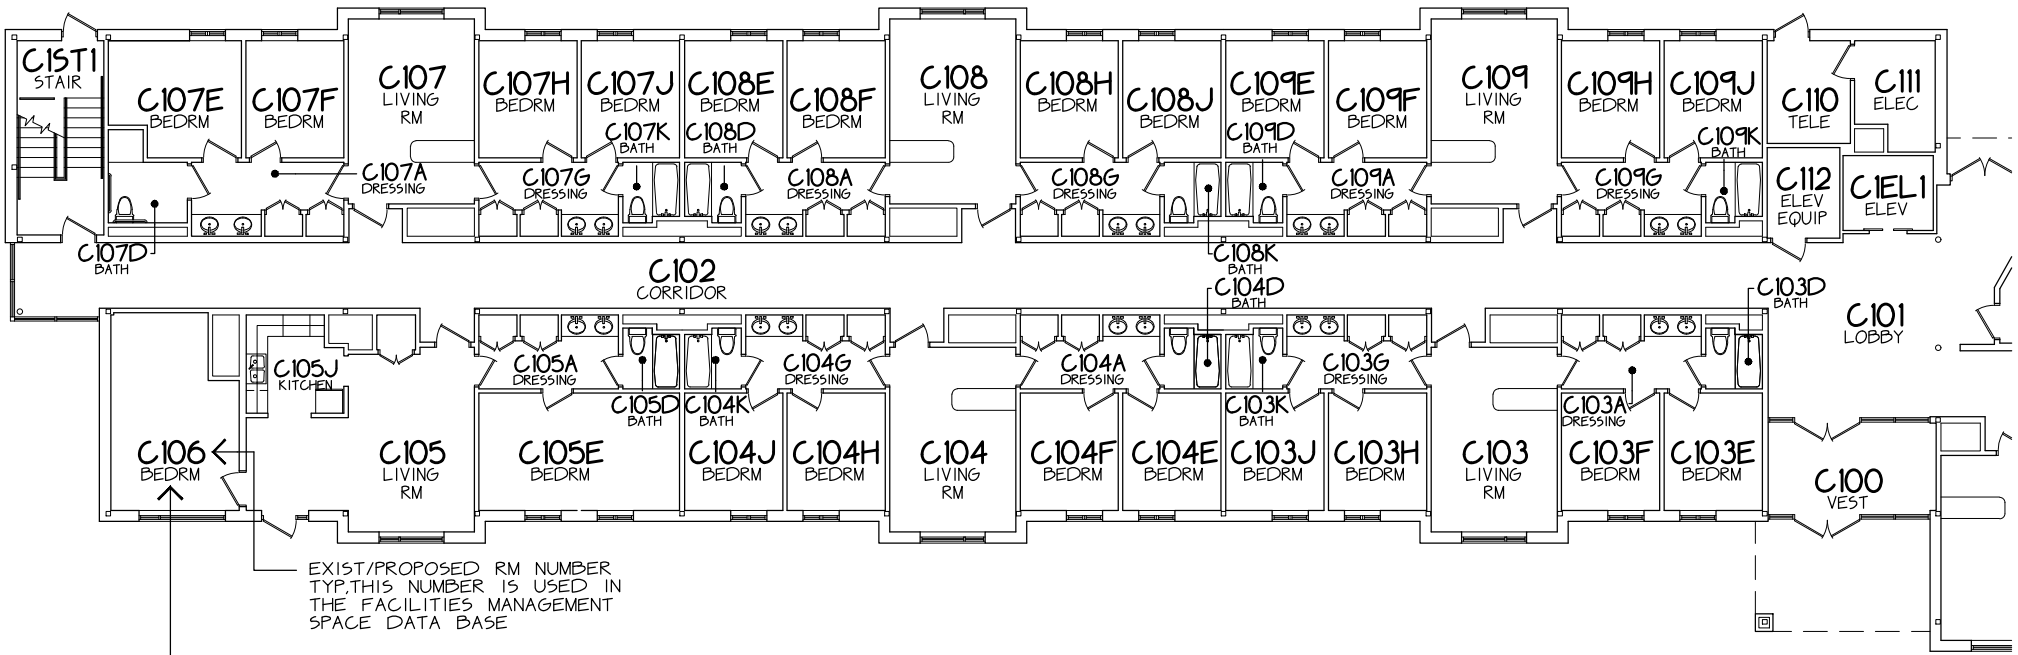 C1ST1
STAIR
C107E
BEDRM
C107F
BEDRM
C107
LIVING
RM
C107H
BEDRM
C107J
BEDRM
C108E
BEDRM
C108F
BEDRM
C108
LIVING
RM
C108H
BEDRM
C108J
BEDRM
C109E
BEDRM
C109F
BEDRM
C109
LIVING
RM
C109H
BEDRM
C109J
BEDRM
C110
TELE
C111
ELEC
C107K
BATH
C108D
BATH
C109D
BATH
C109K
BATH
C107A
DRESSING
C107G
DRESSING
C108A
DRESSING
C108G
DRESSING
C109A
DRESSING
C109G
DRESSING
C112
ELEV
EQUIP
C1EL1
ELEV
C107D
BATH
C102
CORRIDOR
C108K
BATH
C104D
BATH
C103D
BATH
C101
LOBBY
C105J
KITCHEN
C105A
DRESSING
C104G
DRESSING
C104A
DRESSING
C103G
DRESSING
C105D
BATH
C104K
BATH
C103K
BATH
C103A
DRESSING
C106
BEDRM
C105
LIVING
RM
C105E
BEDRM
C104J
BEDRM
C104H
BEDRM
C104
LIVING
RM
C104F
BEDRM
C104E
BEDRM
C103J
BEDRM
C103H
BEDRM
C103
LIVING
RM
C103F
BEDRM
C103E
BEDRM
C100
VEST
EXIST/PROPOSED RM NUMBER
TYP,THIS NUMBER IS USED IN
THE FACILITIES MANAGEMENT
SPACE DATA BASE